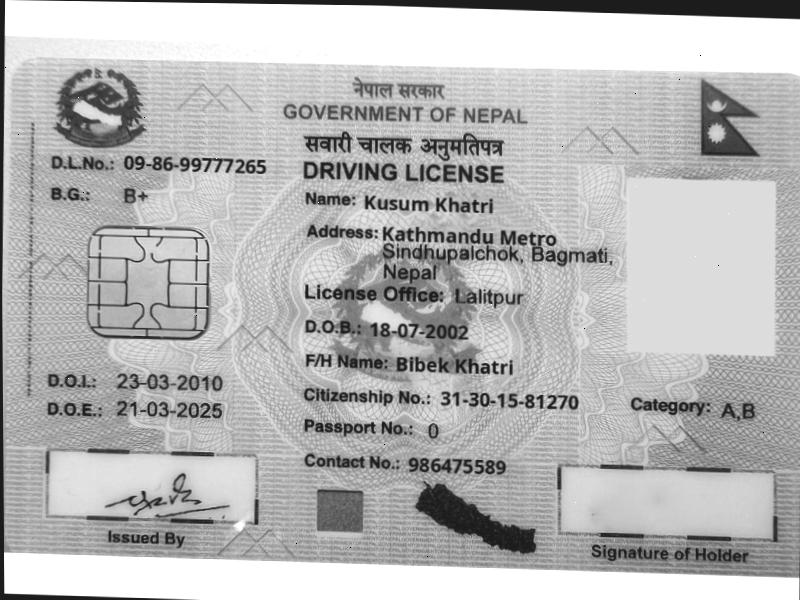 नेपाल सरकार
GOVERNMENT OF NEPAL
सवारी चालक अनुमतिपत्र
DRIVING LICENSE
D.L.No.: 09-86-99777265
B.G.: B+
Name: Kusum Khatri
Address: Kathmandu Metro
Sindhupalchok, Bagmati,
Nepal
License Office: Lalitpur
D.O.B.: 18-07-2002
F/H Name: Bibek Khatri
D.O.I.: 23-03-2010
D.O.E.: 21-03-2025
Citizenship No.: 31-30-15-81270
Category: A,B
Passport No.: 0
Contact No.: 986475589
Issued By
Signature of Holder